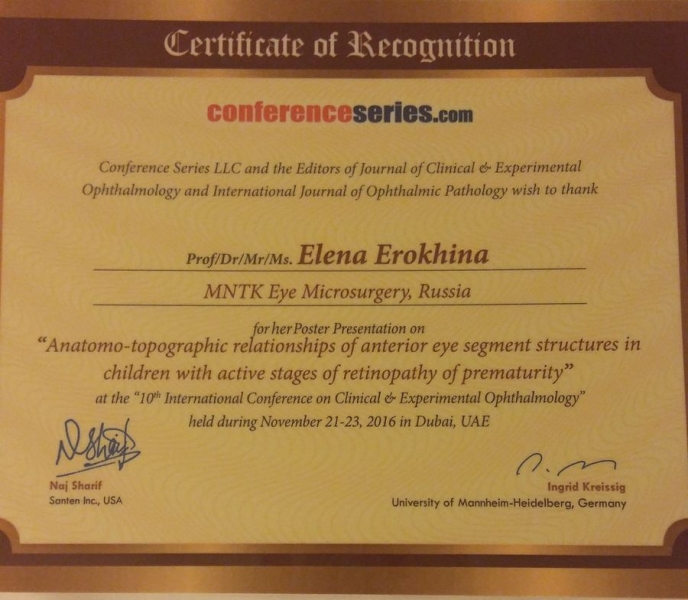 Certificate of Recognition
conferenceseries.com
Conference Series LLC and the Editors of Journal of Clinical & Experimental
Ophthalmology and International Journal of Ophthalmic Pathology wish to thank
Prof/Dr/Mr/Ms. Elena Erokhina
MNTK Eye Microsurgery, Russia
for her Poster Presentation on
“Anatomo-topographic relationships of anterior eye segment structures in
children with active stages of retinopathy of prematurity”
at the “10th International Conference on Clinical & Experimental Ophthalmology”
held during November 21-23, 2016 in Dubai, UAE
Naj Sharif
Santen Inc., USA
Ingrid Kreissig
University of Mannheim-Heidelberg, Germany